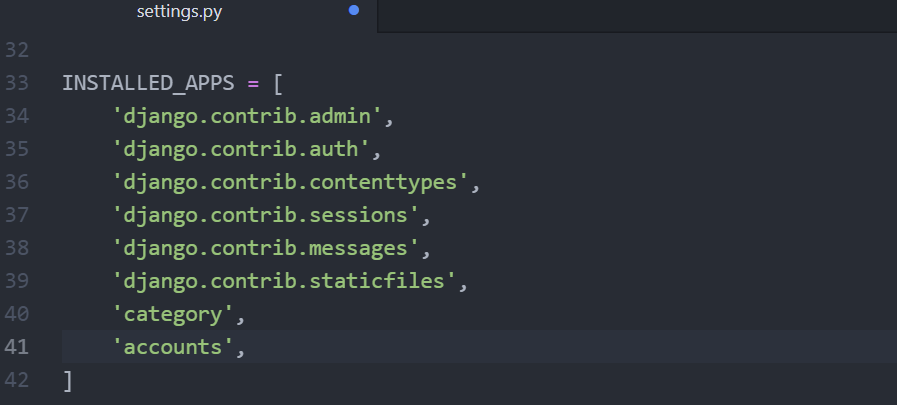 settings.py
32
33 INSTALLED_APPS = [
34     'django.contrib.admin',
35     'django.contrib.auth',
36     'django.contrib.contenttypes',
37     'django.contrib.sessions',
38     'django.contrib.messages',
39     'django.contrib.staticfiles',
40     'category',
41     'accounts',
42 ]